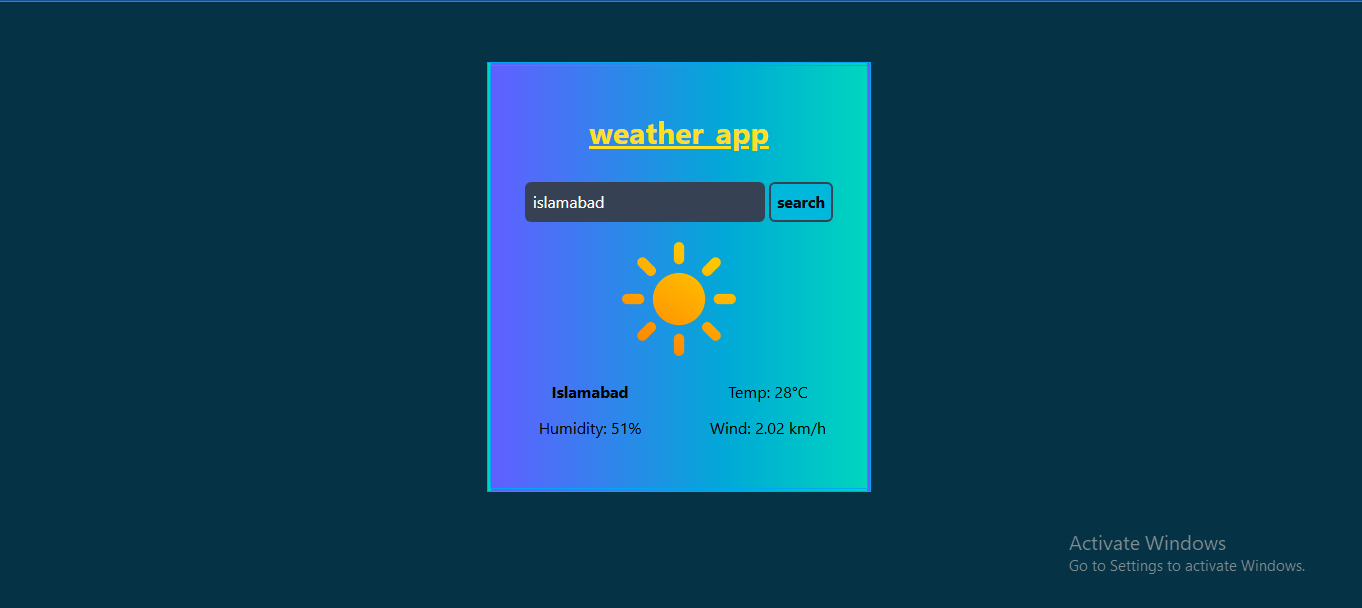 weather app
islamabad search
Islamabad Temp: 28°C
Humidity: 51% Wind: 2.02 km/h
Activate Windows
Go to Settings to activate Windows.